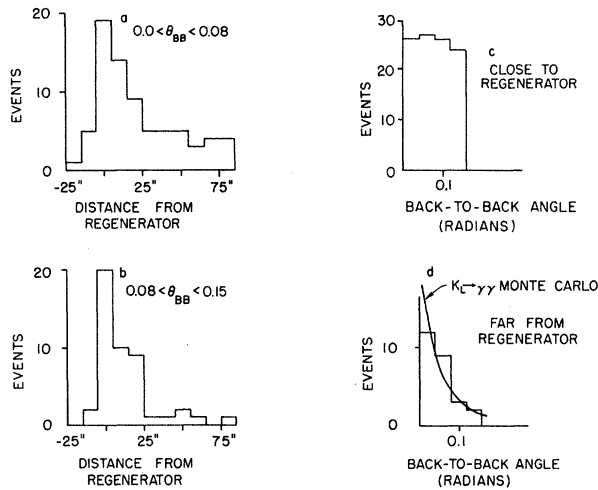 a
0.0<θBB<0.08
20
10
0
EVENTS
-25"
25"
75"
DISTANCE FROM
REGENERATOR
30
20
10
0
EVENTS
c
CLOSE TO
REGENERATOR
0.1
BACK-TO-BACK ANGLE
(RADIANS)
b
0.08<θBB<0.15
20
10
0
EVENTS
-25"
25"
75"
DISTANCE FROM
REGENERATOR
d
KL→γγ MONTE CARLO
FAR FROM
REGENERATOR
10
0
EVENTS
0.1
BACK-TO-BACK ANGLE
(RADIANS)